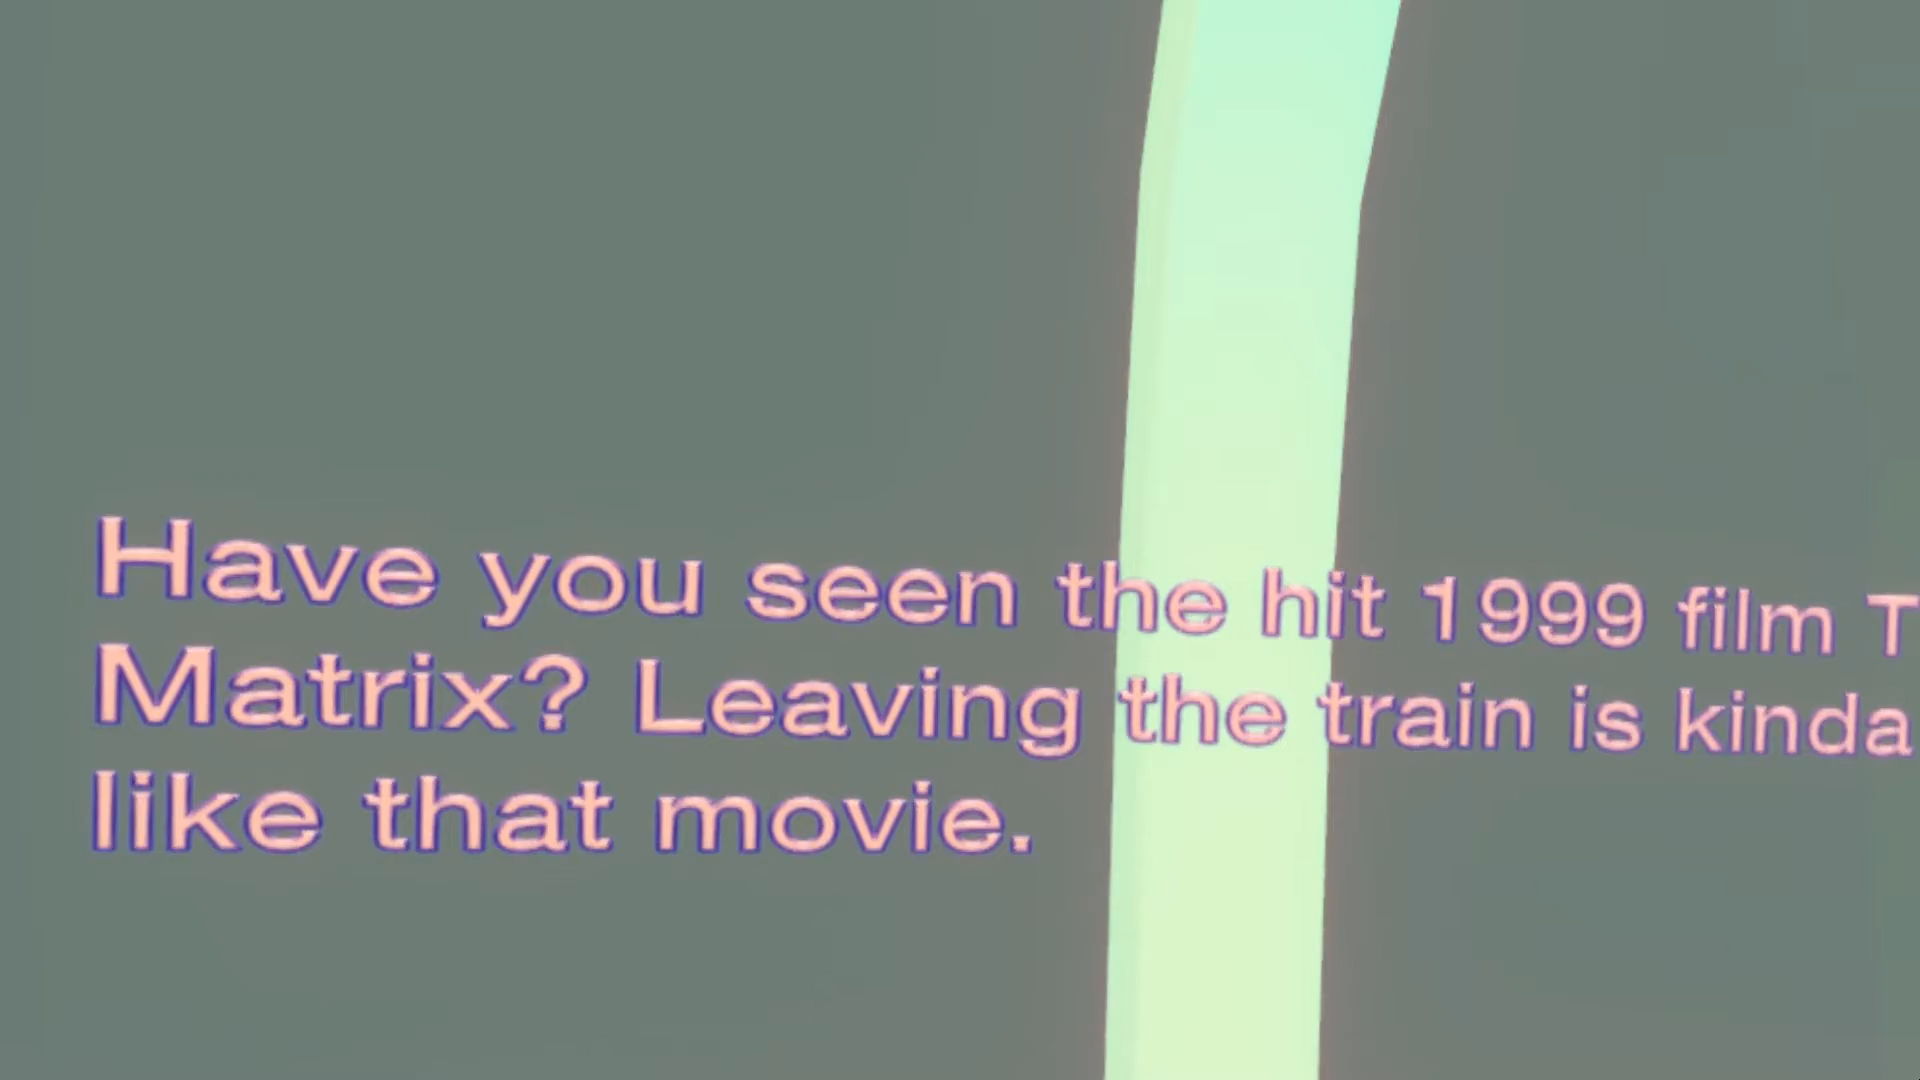 Have you seen the hit 1999 film T
Matrix? Leaving the train is kinda
like that movie.